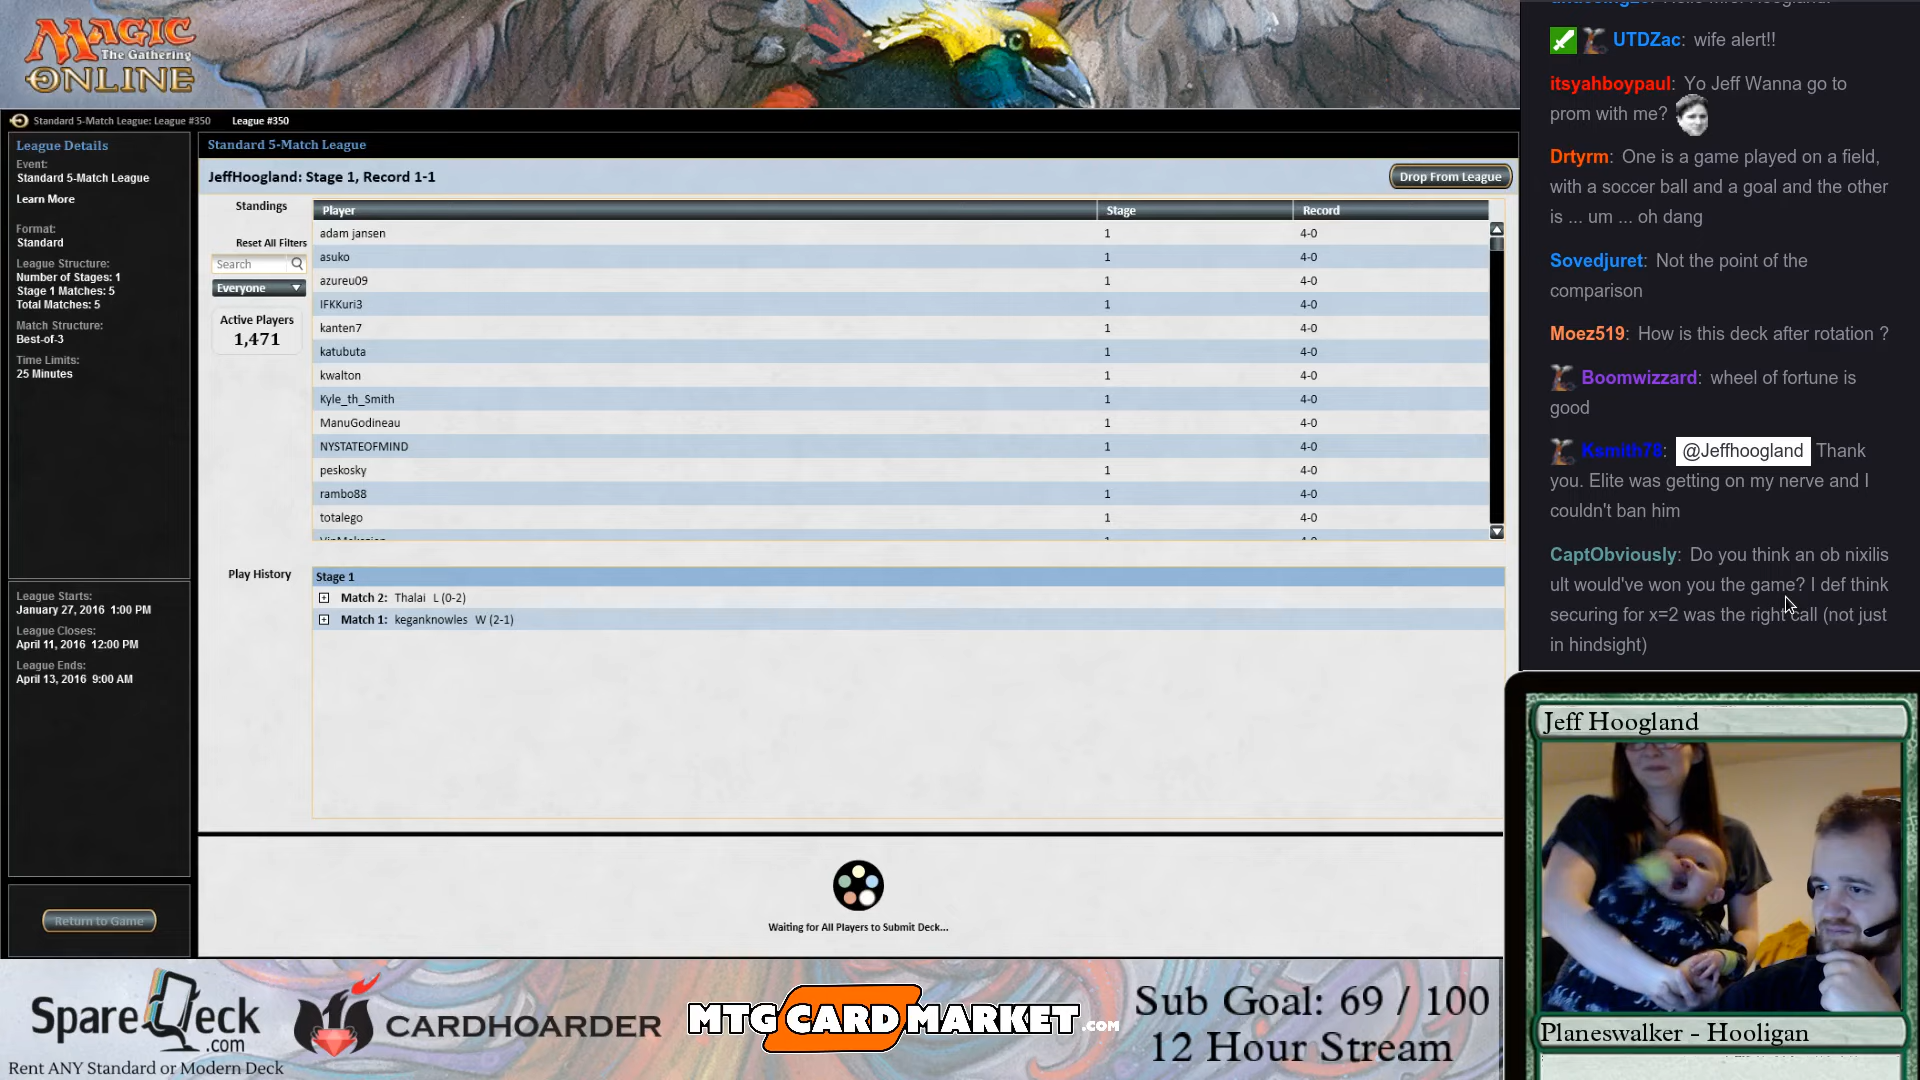 MAGIC
The Gathering
ONLINE
Standard 5-Match League: League #350
League #350
League Details
Event:
Standard 5-Match League
Learn More
Format:
Standard
League Structure:
Number of Stages: 1
Stage 1 Matches: 5
Total Matches: 5
Match Structure:
Best-of-3
Time Limits:
25 Minutes
League Starts:
January 27, 2016 1:00 PM
League Closes:
April 11, 2016 12:00 PM
League Ends:
April 13, 2016 9:00 AM
Return to Game
Standard 5-Match League
JeffHoogland: Stage 1, Record 1-1
Drop From League
Standings
Reset All Filters
Search
Everyone
Active Players
1,471
Player Stage Record
adam jansen 1 4-0
asuko 1 4-0
azureu09 1 4-0
IFKKuri3 1 4-0
kanten7 1 4-0
katubuta 1 4-0
kwalton 1 4-0
Kyle_th_Smith 1 4-0
ManuGodineau 1 4-0
NYSTATEOFMIND 1 4-0
peskosky 1 4-0
rambo88 1 4-0
totalego 1 4-0
Play History
Stage 1
Match 2: Thalai L (0-2)
Match 1: keganknowles W (2-1)
Waiting for All Players to Submit Deck...
UTDZac: wife alert!!
itsyahboypaul: Yo Jeff Wanna go to
prom with me?
Drtyrm: One is a game played on a field,
with a soccer ball and a goal and the other
is ... um ... oh dang
Sovedjuret: Not the point of the
comparison
Moez519: How is this deck after rotation ?
Boomwizzard: wheel of fortune is
good
Ksmith78: @Jeffhoogland Thank
you. Elite was getting on my nerve and I
couldn't ban him
CaptObviously: Do you think an ob nixilis
ult would've won you the game? I def think
securing for x=2 was the right call (not just
in hindsight)
Jeff Hoogland
Planeswalker - Hooligan
SpareDeck
.com
Rent ANY Standard or Modern Deck
CARDHOARDER
MTG CARD MARKET.COM
Sub Goal: 69 / 100
12 Hour Stream